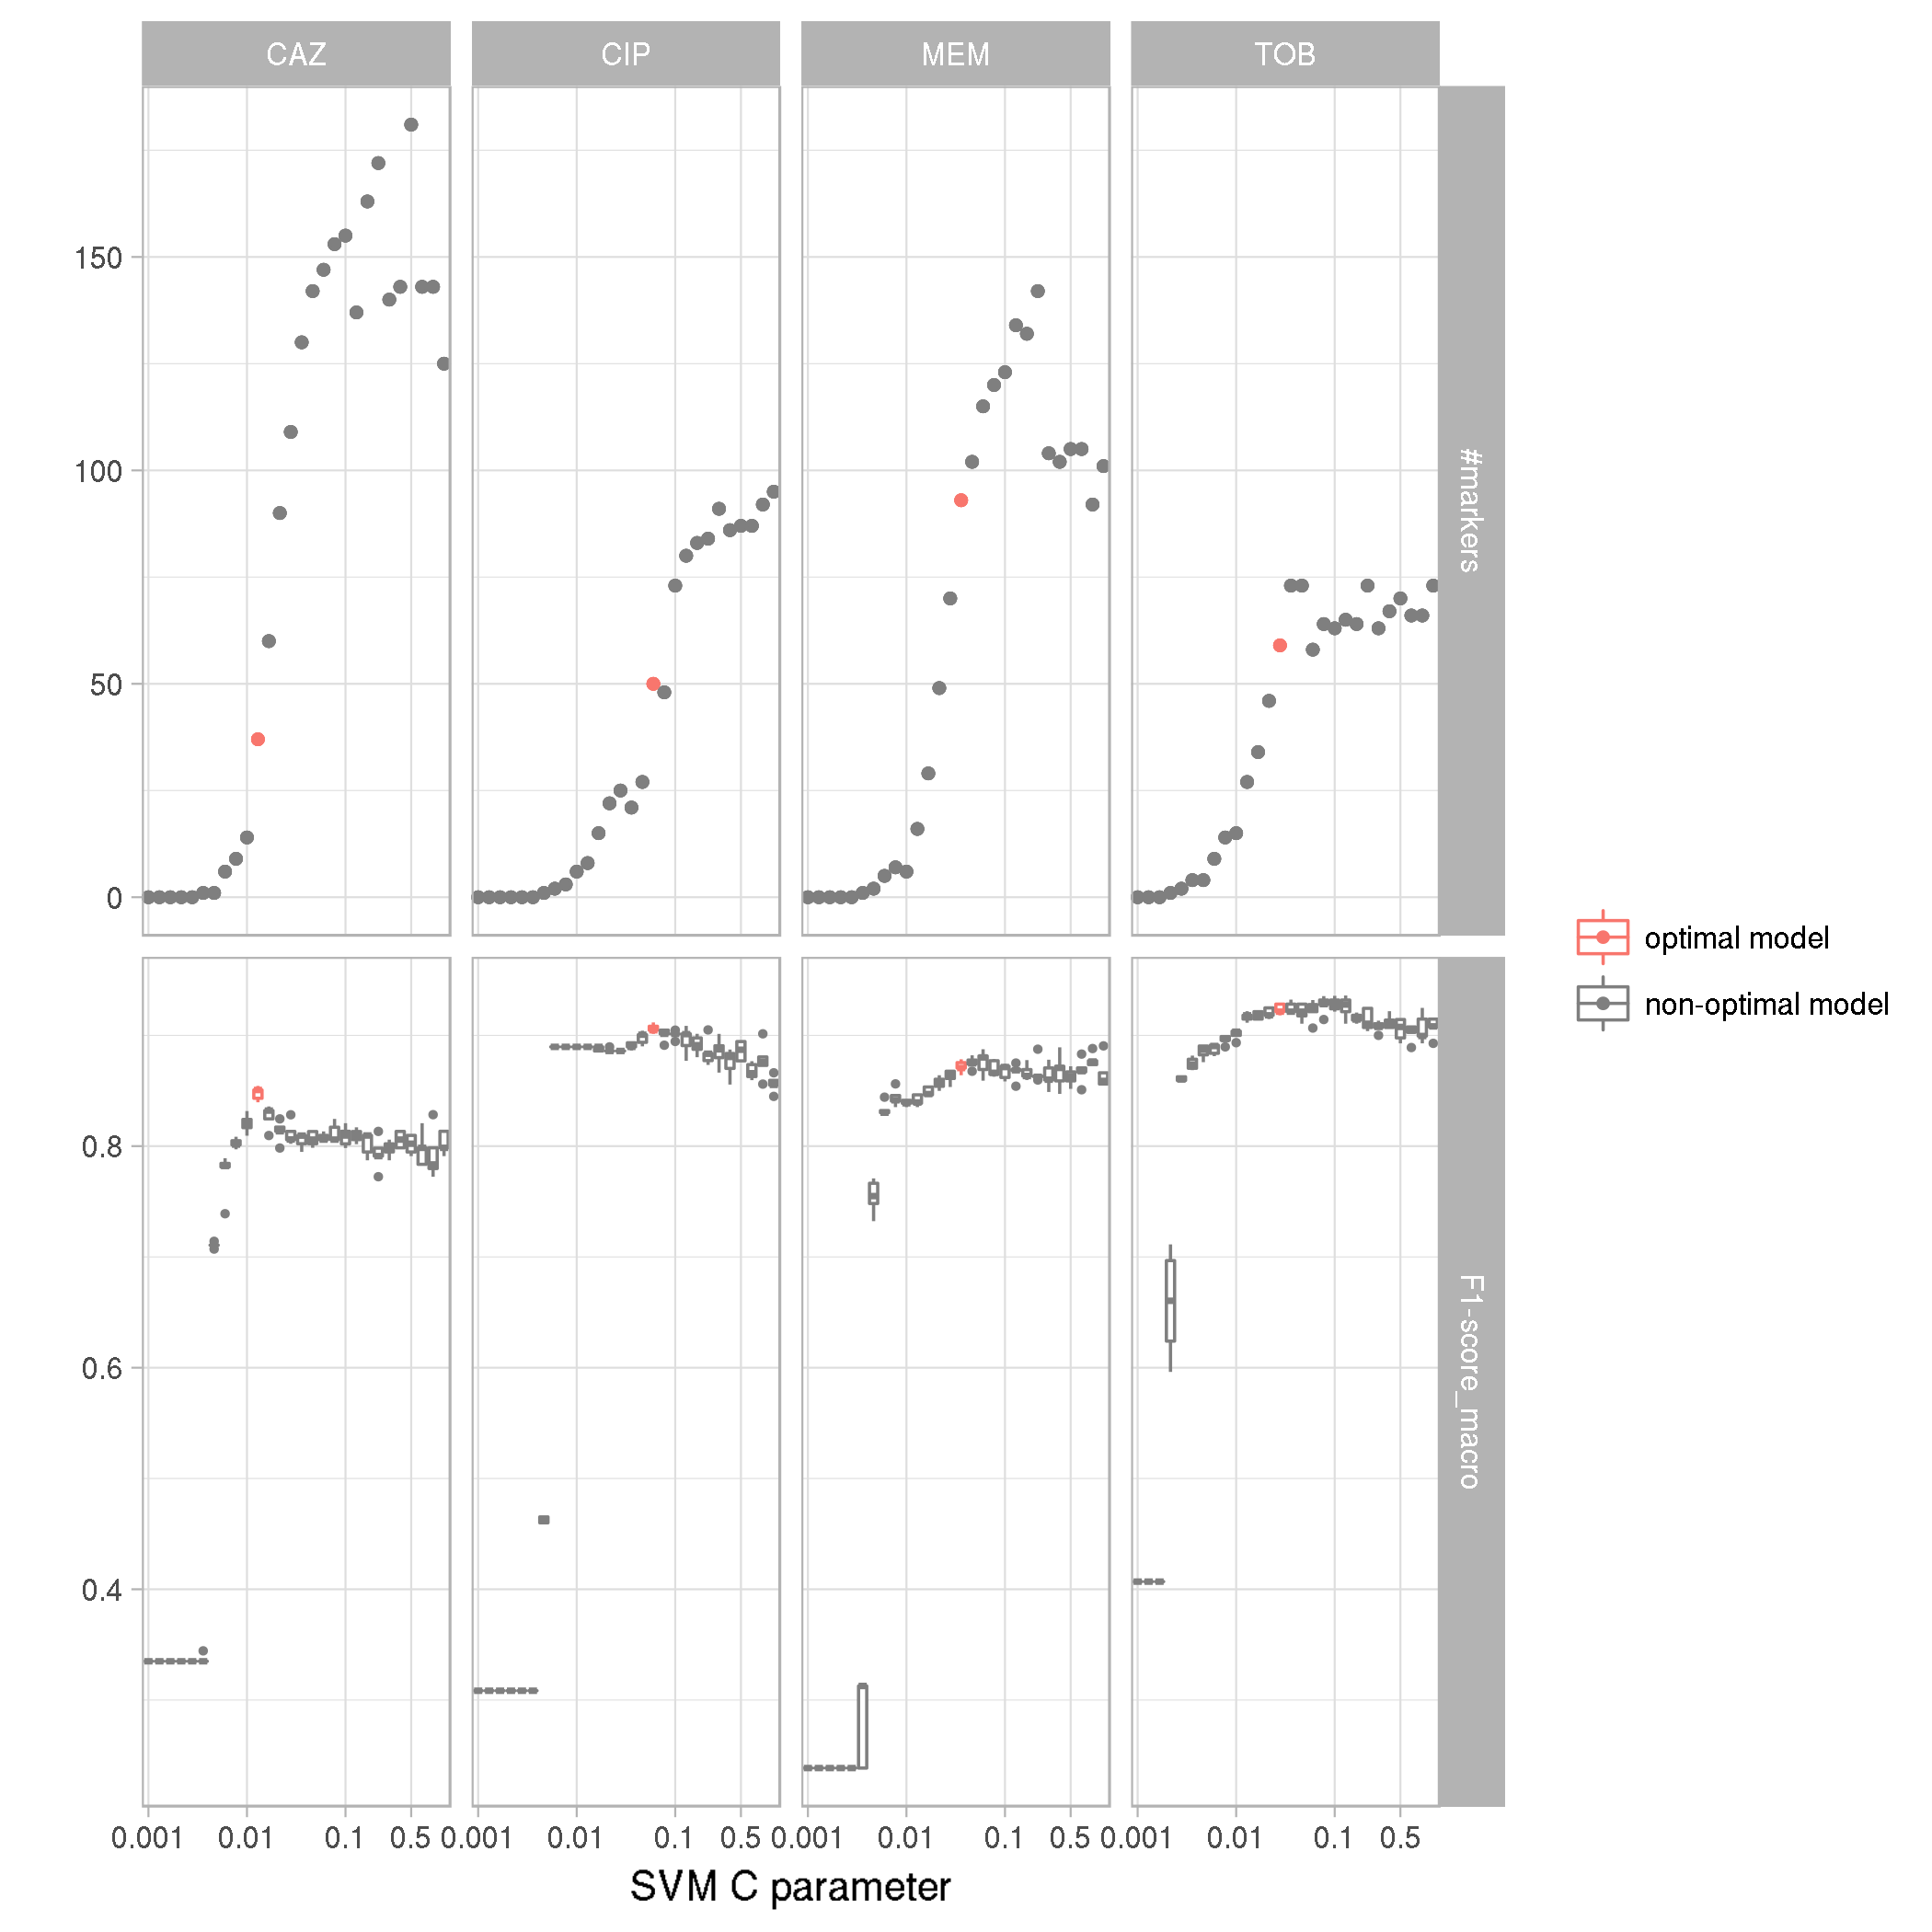 CAZ CIP MEM TOB
150
100
50
0
#markers
0.8
0.6
0.4
F1-score_macro
0.001 0.01 0.1 0.5 0.001 0.01 0.1 0.5 0.001 0.01 0.1 0.5 0.001 0.01 0.1 0.5
SVM C parameter
optimal model
non-optimal model